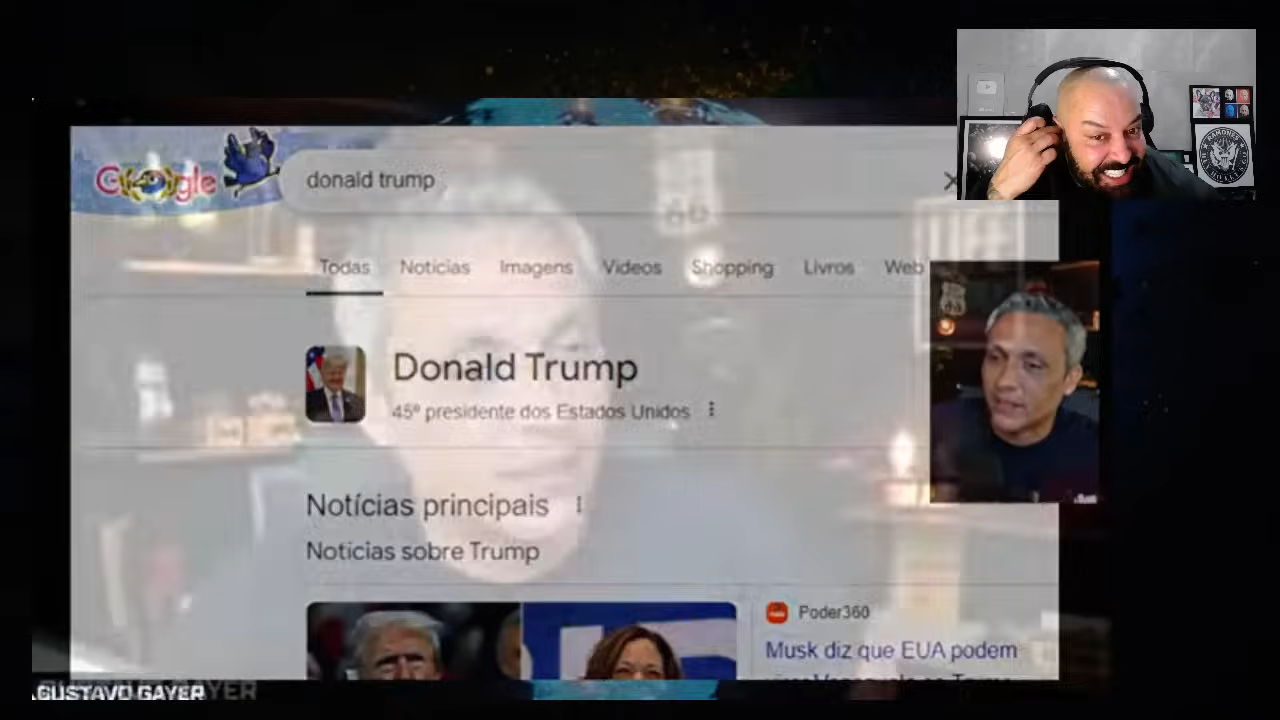 Google
donald trump
Todas Notícias Imagens Vídeos Shopping Livros Web
Donald Trump
45º presidente dos Estados Unidos
Notícias principais
Notícias sobre Trump
Poder360
Musk diz que EUA podem
GUSTAVO GAYER
RAMONES